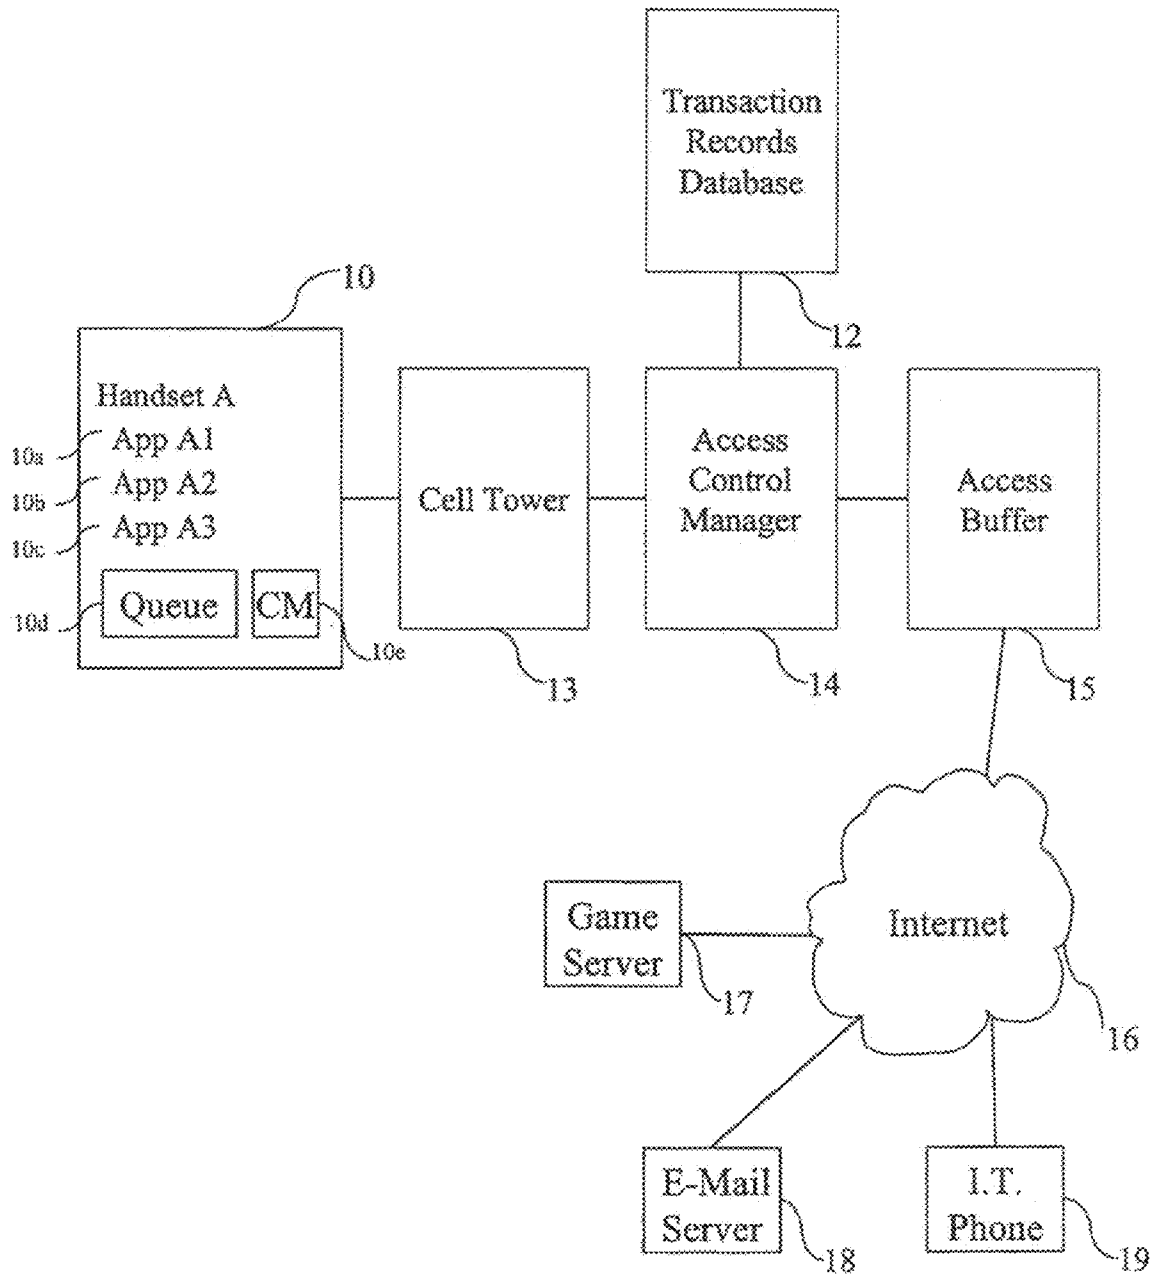 Transaction
Records
Database
12
10
Handset A
App A1
10a
App A2
10b
App A3
10c
Queue
10d
CM
10e
Cell Tower
13
Access
Control
Manager
14
Access
Buffer
15
Internet
16
Game
Server
17
E-Mail
Server
18
I.T.
Phone
19